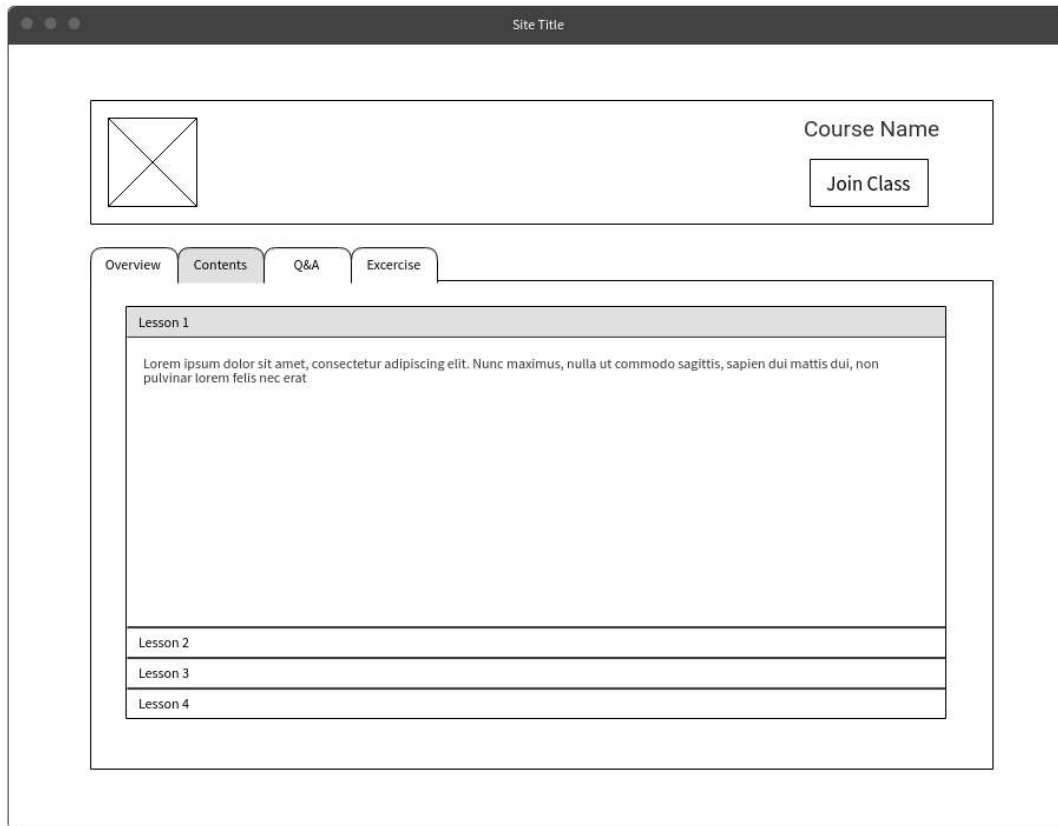 Site Title
Course Name
Join Class
Overview
Contents
Q&A
Excercise
Lesson 1
Lorem ipsum dolor sit amet, consectetur adipiscing elit. Nunc maximus, nulla ut commodo sagittis, sapien dui mattis dui, non
pulvinar lorem felis nec erat
Lesson 2
Lesson 3
Lesson 4